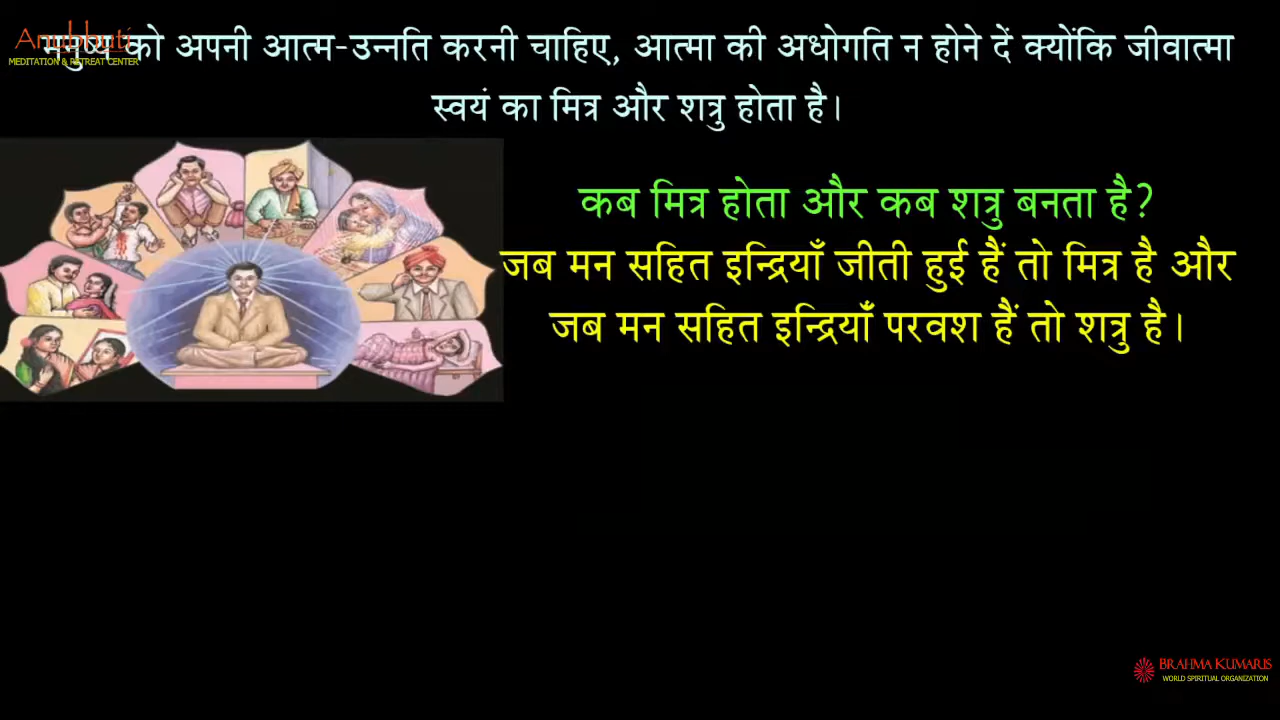 Anubhuti
MEDITATION & RETREAT CENTER
मनुष्य को अपनी आत्म-उन्नति करनी चाहिए, आत्मा की अधोगति न होने दें क्योंकि जीवात्मा
स्वयं का मित्र और शत्रु होता है।
कब मित्र होता और कब शत्रु बनता है?
जब मन सहित इन्द्रियाँ जीती हुई हैं तो मित्र है और
जब मन सहित इन्द्रियाँ परवश हैं तो शत्रु है।
BRAHMA KUMARIS
WORLD SPIRITUAL ORGANIZATION